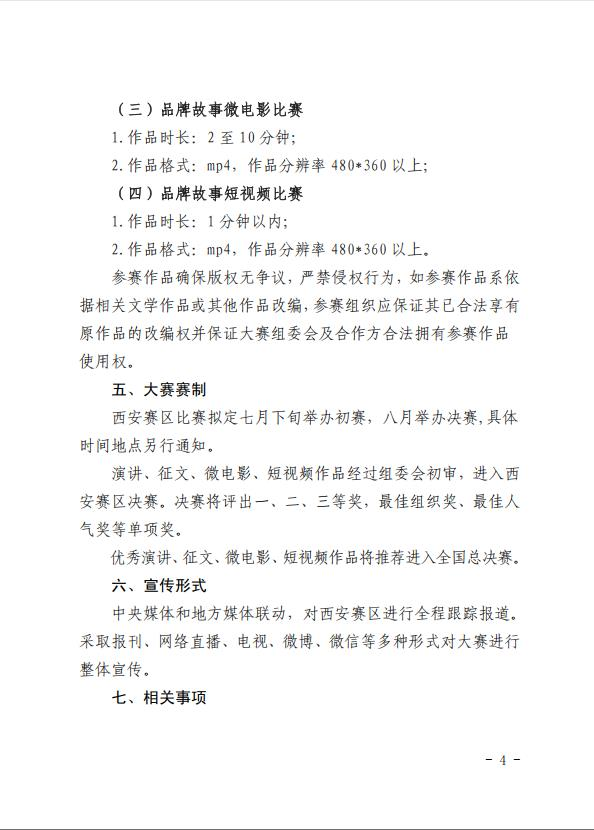 （三）品牌故事微电影比赛
1.作品时长：2 至 10 分钟；
2.作品格式：mp4，作品分辨率 480*360 以上；
（四）品牌故事短视频比赛
1.作品时长：1 分钟以内；
2.作品格式：mp4，作品分辨率 480*360 以上。
参赛作品确保版权无争议，严禁侵权行为，如参赛作品系依
据相关文学作品或其他作品改编,参赛组织应保证其已合法享有
原作品的改编权并保证大赛组委会及合作方合法拥有参赛作品
使用权。
五、大赛赛制
西安赛区比赛拟定七月下旬举办初赛，八月举办决赛,具体
时间地点另行通知。
演讲、征文、微电影、短视频作品经过组委会初审，进入西
安赛区决赛。决赛将评出一、二、三等奖，最佳组织奖、最佳人
气奖等单项奖。
优秀演讲、征文、微电影、短视频作品将推荐进入全国总决赛。
六、宣传形式
中央媒体和地方媒体联动，对西安赛区进行全程跟踪报道。
采取报刊、网络直播、电视、微博、微信等多种形式对大赛进行
整体宣传。
七、相关事项
- 4 -